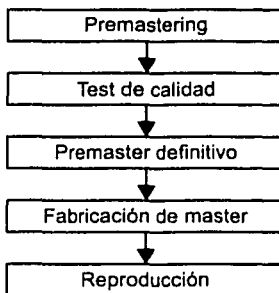 Premastering
Test de calidad
Premaster definitivo
Fabricación de master
Reproducción